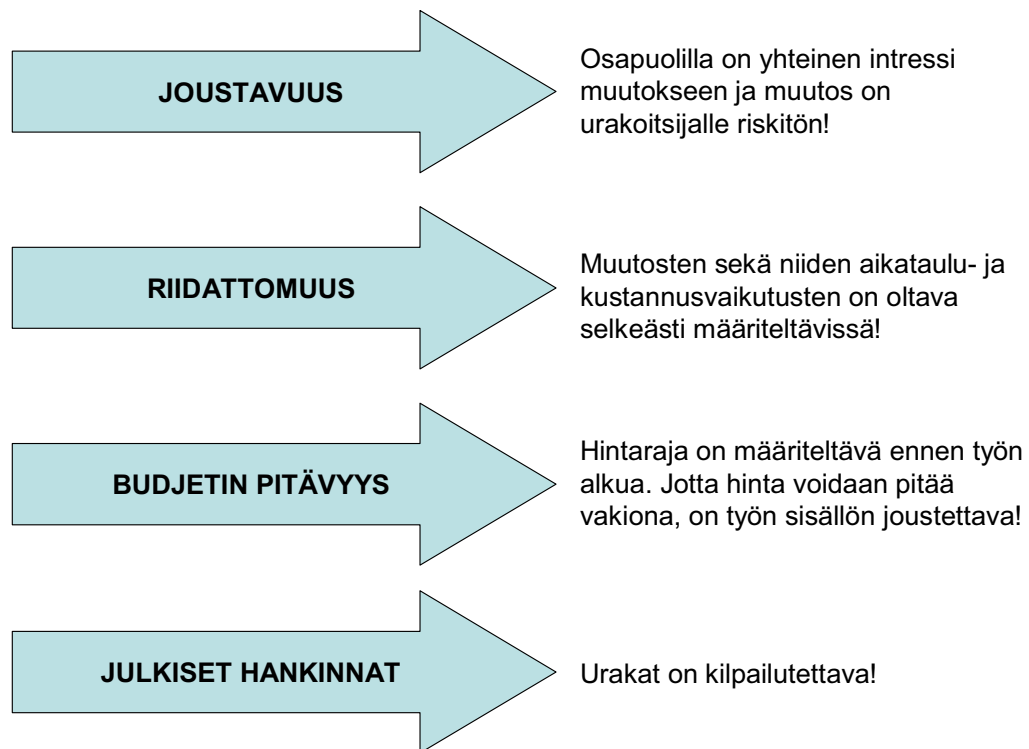 JOUSTAVUUS
Osapuolilla on yhteinen intressi
muutokseen ja muutos on
urakoitsijalle riskitön!
RIIDATTOMUUS
Muutosten sekä niiden aikataulu- ja
kustannusvaikutusten on oltava
selkeästi määriteltävissä!
BUDJETIN PITÄVYYS
Hintaraja on määriteltävä ennen työn
alkua. Jotta hinta voidaan pitää
vakiona, on työn sisällön joustettava!
JULKISET HANKINNAT
Urakat on kilpailutettava!